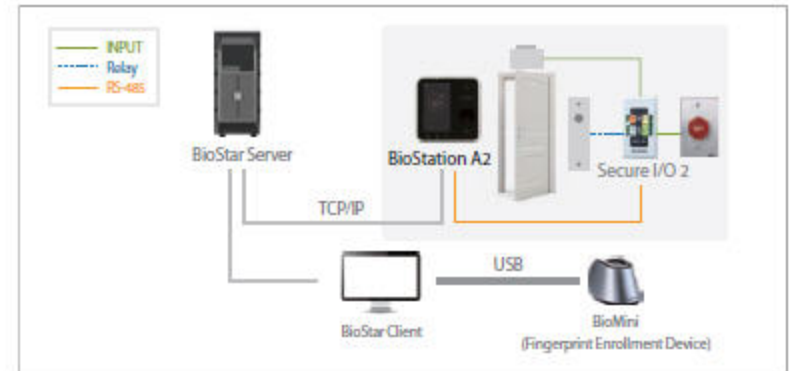 INPUT
Relay
RS-485
BioStar Server
BioStation A2
Secure I/O 2
TCP/IP
USB
BioStar Client
BioMini
(Fingerprint Enrollment Device)